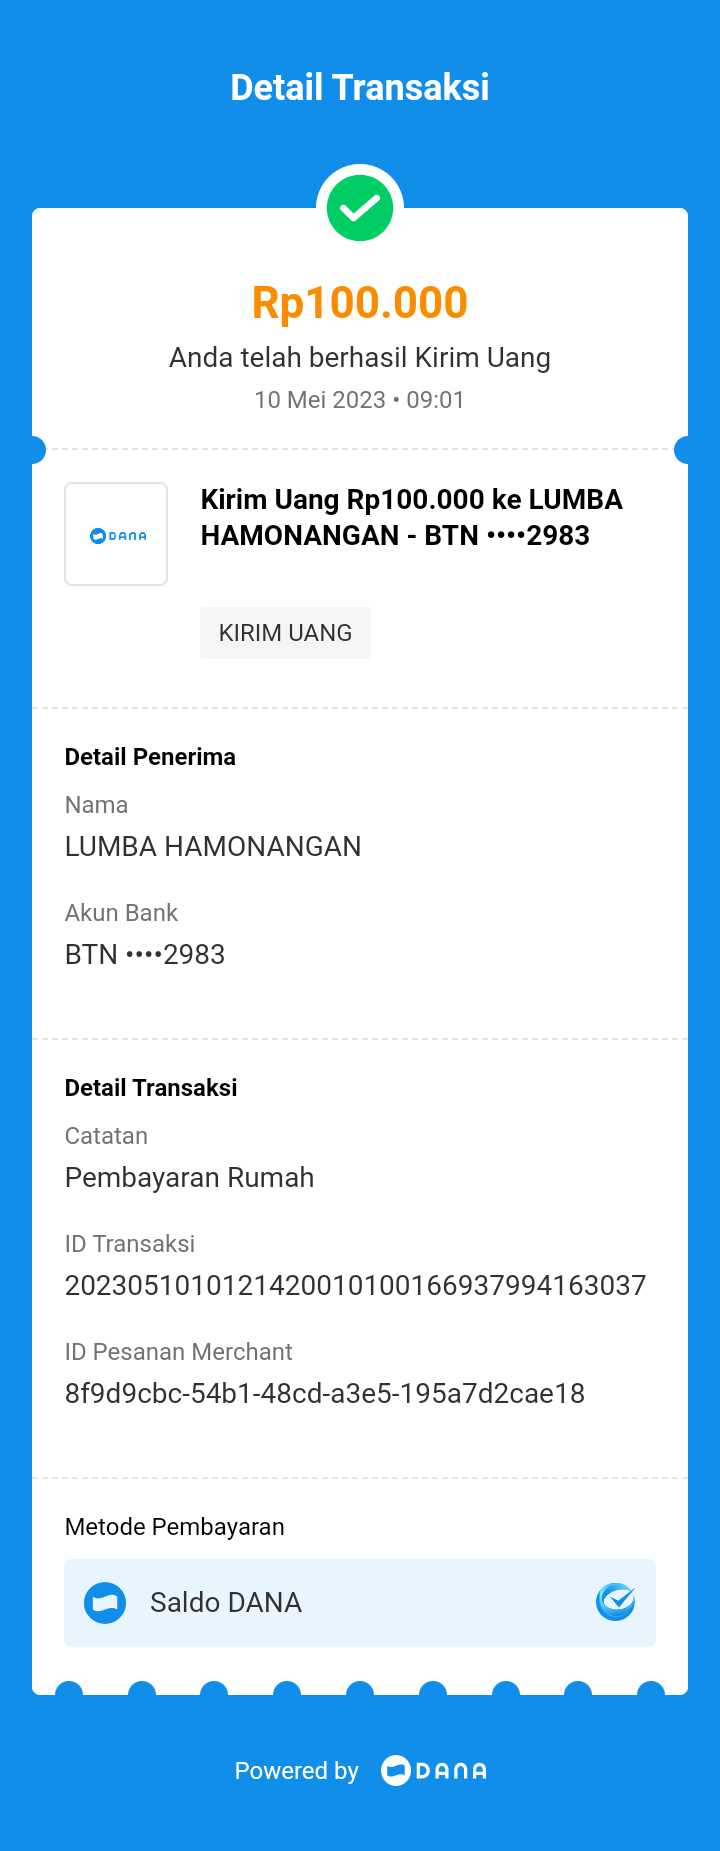 Detail Transaksi
Rp100.000
Anda telah berhasil Kirim Uang
10 Mei 2023 • 09:01
DANA
Kirim Uang Rp100.000 ke LUMBA
HAMONANGAN - BTN ••••2983
KIRIM UANG
Detail Penerima
Nama
LUMBA HAMONANGAN
Akun Bank
BTN ••••2983
Detail Transaksi
Catatan
Pembayaran Rumah
ID Transaksi
2023051010121420010100166937994163037
ID Pesanan Merchant
8f9d9cbc-54b1-48cd-a3e5-195a7d2cae18
Metode Pembayaran
Saldo DANA
Powered by DANA